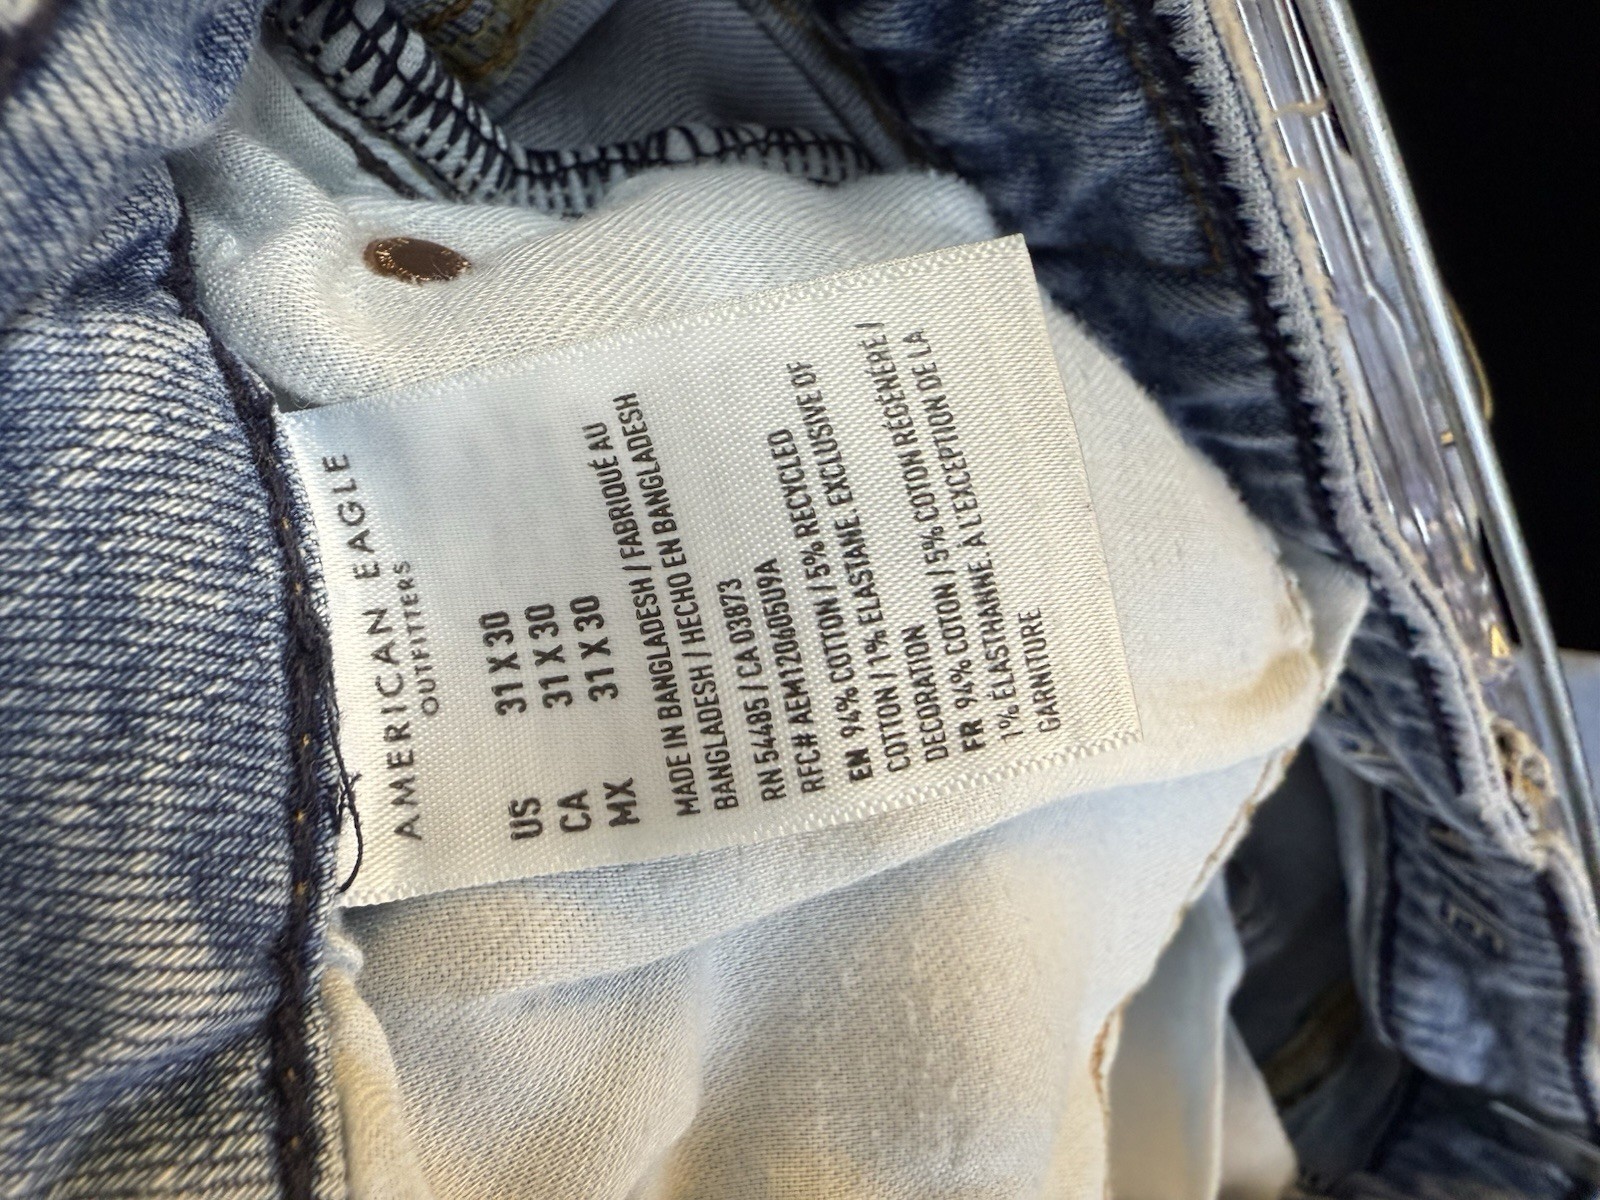 AMERICAN EAGLE
OUTFITTERS
US 31 X 30
CA 31 X 30
MX 31 X 30
MADE IN BANGLADESH / FABRIQUÉ AU
BANGLADESH / HECHO EN BANGLADESH
RN 54485 / CA 03873
RFC# AEM120605U9A
EN 94% COTTON / 5% RECYCLED
COTTON / 1% ELASTANE. EXCLUSIVE OF
DECORATION
FR 94% COTON / 5% COTON RÉGÉNÉRÉ /
1% ÉLASTHANNE À L'EXCEPTION DE LA
GARNITURE